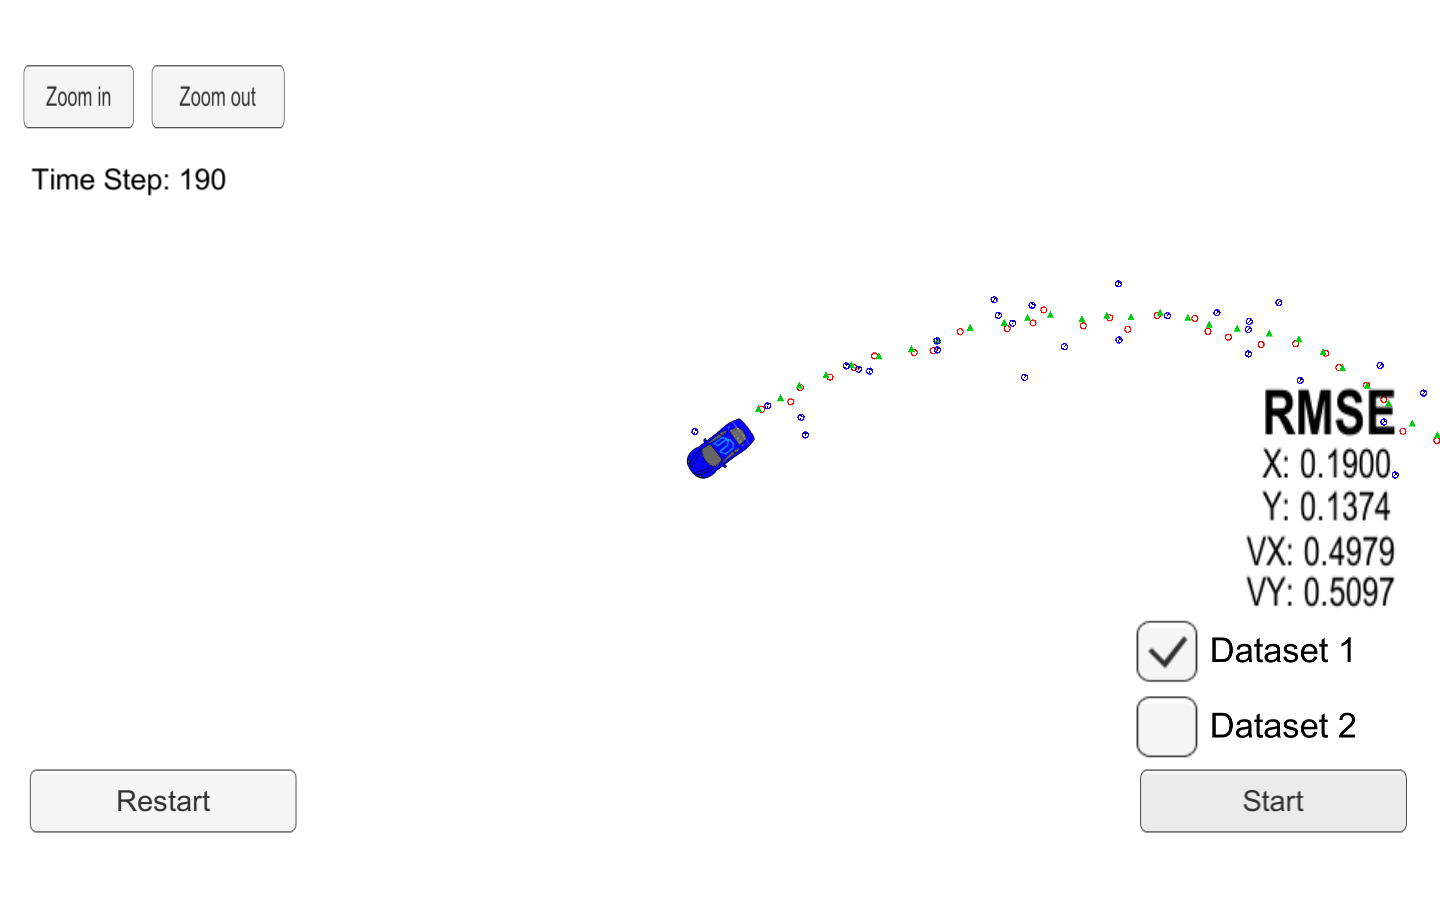 Zoom in
Zoom out
Time Step: 190
RMSE
X: 0.1900
Y: 0.1374
VX: 0.4979
VY: 0.5097
Dataset 1
Dataset 2
Restart
Start